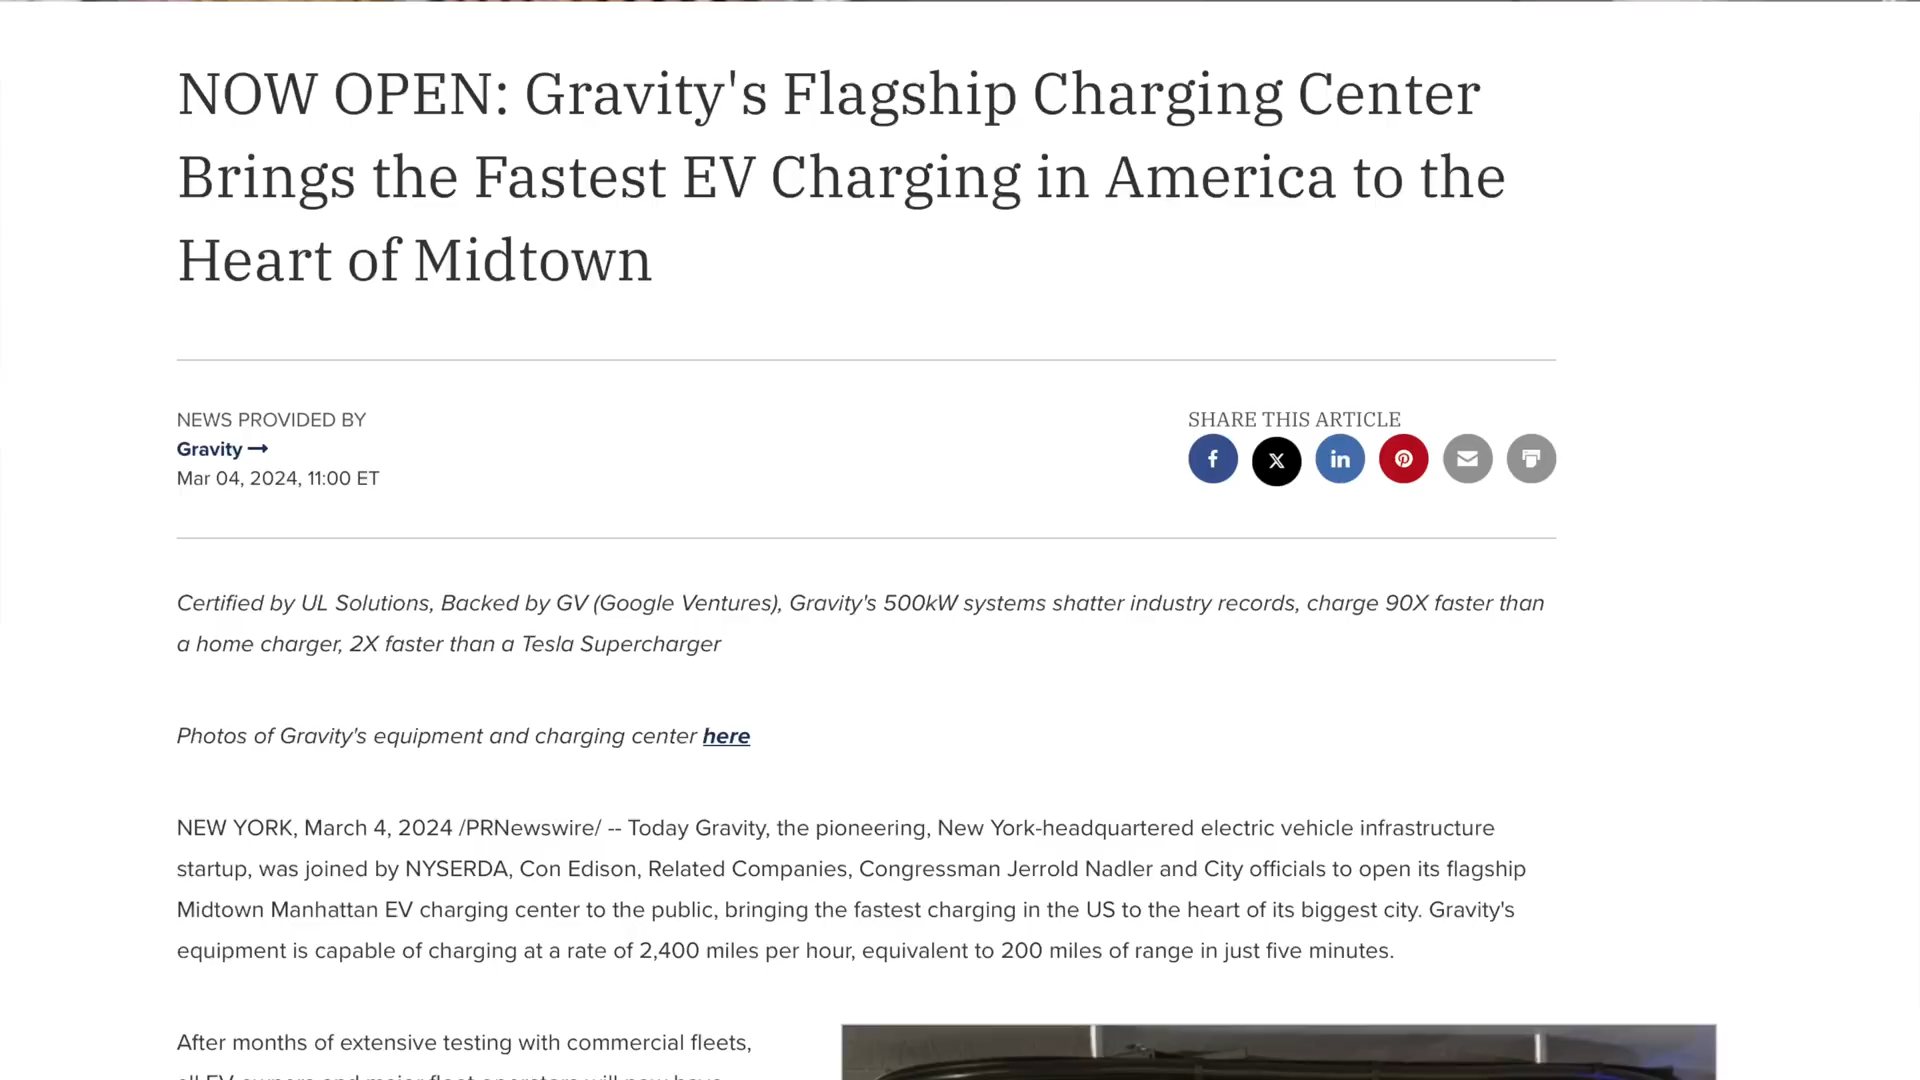 NOW OPEN: Gravity's Flagship Charging Center
Brings the Fastest EV Charging in America to the
Heart of Midtown
NEWS PROVIDED BY
Gravity
Mar 04, 2024, 11:00 ET
SHARE THIS ARTICLE
Certified by UL Solutions, Backed by GV (Google Ventures), Gravity's 500kW systems shatter industry records, charge 90X faster than
a home charger, 2X faster than a Tesla Supercharger
Photos of Gravity's equipment and charging center here
NEW YORK, March 4, 2024 /PRNewswire/ -- Today Gravity, the pioneering, New York-headquartered electric vehicle infrastructure
startup, was joined by NYSERDA, Con Edison, Related Companies, Congressman Jerrold Nadler and City officials to open its flagship
Midtown Manhattan EV charging center to the public, bringing the fastest charging in the US to the heart of its biggest city. Gravity's
equipment is capable of charging at a rate of 2,400 miles per hour, equivalent to 200 miles of range in just five minutes.
After months of extensive testing with commercial fleets,